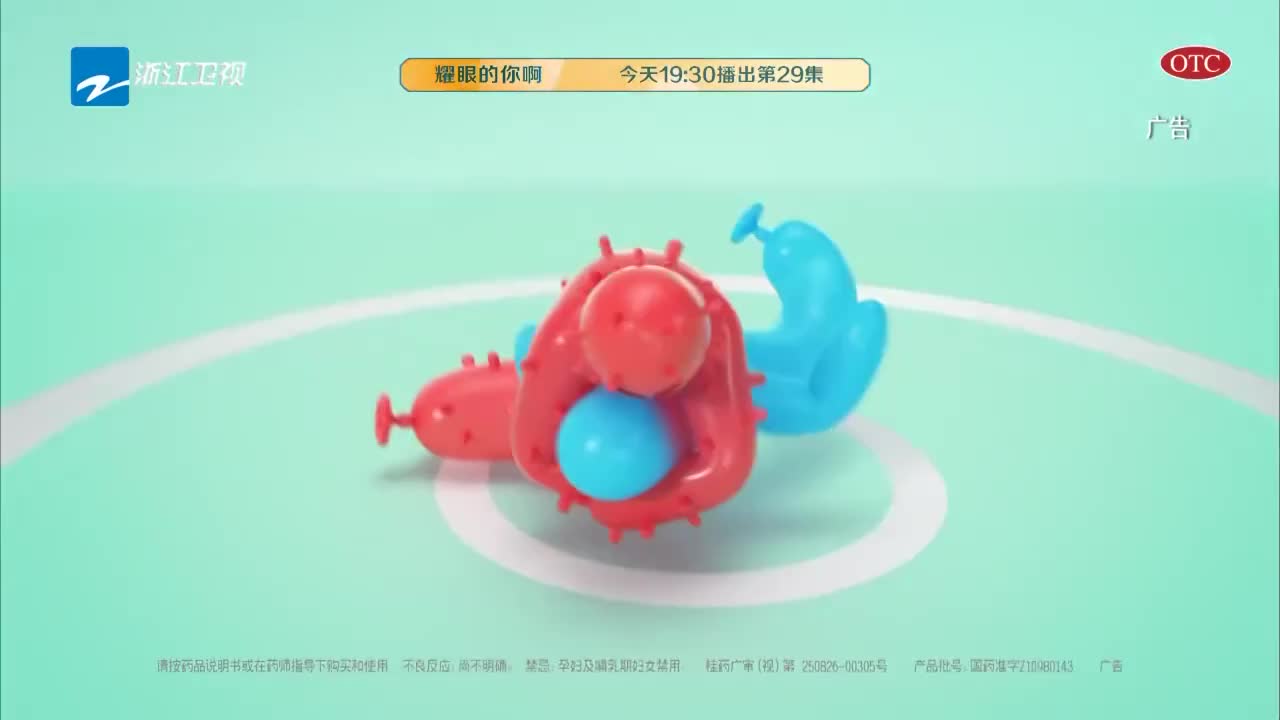 浙江卫视
耀眼的你啊 今天19:30播出第29集
OTC
广告
请按药品说明书或在药师指导下购买和使用 不良反应:尚不明确。 禁忌:孕妇及哺乳期妇女禁用 桂药广审(视)第 250826-00305号 产品批号:国药准字Z10980143 广告